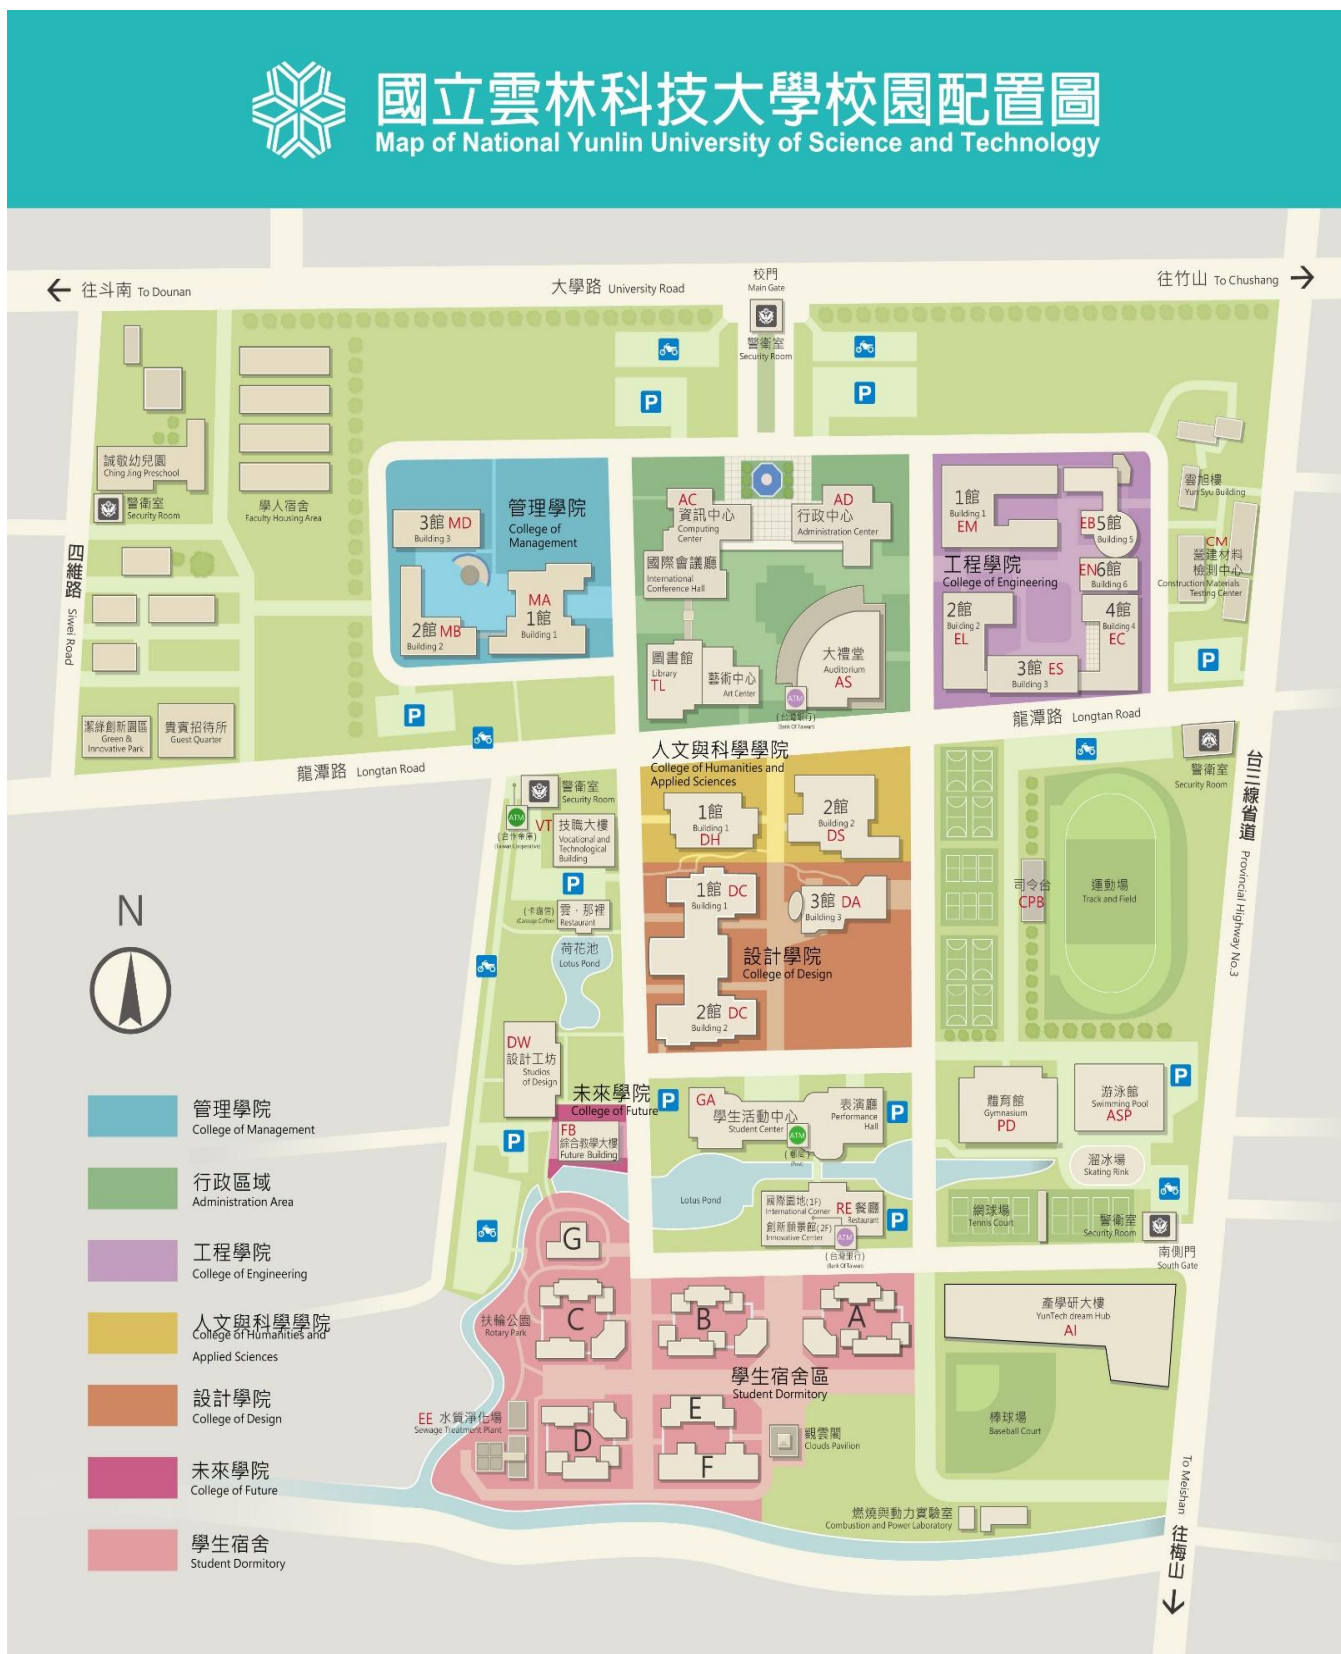 國立雲林科技大學校園配置圖
Map of National Yunlin University of Science and Technology
往斗南 To Dounan
大學路 University Road
校門
Main Gate
往竹山 To Chushang
警衛室
Security Room
P
P
誠敬幼兒園
Ching Jing Preschool
警衛室
Security Room
學人宿舍
Faculty Housing Area
四維路 Siwei Road
潔綠創新園區
Green &
Innovative Park
貴賓招待所
Guest Quarter
管理學院
College of
Management
3館 MD
Building 3
MA
1館
Building 1
2館 MB
Building 2
P
AC
資訊中心
Computing
Center
AD
行政中心
Administration Center
國際會議廳
International
Conference Hall
圖書館
Library
TL
藝術中心
Art Center
大禮堂
Auditorium
AS
ATM
(台灣銀行)
(Bank Of Taiwan)
1館
Building 1
EM
EB 5館
Building 5
工程學院
College of Engineering
EN 6館
Building 6
2館
Building 2
EL
4館
Building 4
EC
3館 ES
Building 3
雲旭樓
Yun Syu Building
CM
營建材料
檢測中心
Construction Materials
Testing Center
P
龍潭路 Longtan Road
龍潭路 Longtan Road
警衛室
Security Room
台三線省道 Provincial Highway No.3
人文與科學學院
College of Humanities and
Applied Sciences
1館
Building 1
DH
2館
Building 2
DS
警衛室
Security Room
ATM
(合作金庫)
VT 技職大樓
Vocational and
Technological
Building
P
雲．那裡
Restaurant
荷花池
Lotus Pond
1館 DC
Building 1
3館 DA
Building 3
設計學院
College of Design
2館 DC
Building 2
司令台
CPB
運動場
Track and Field
N
DW
設計工坊
Studios
of Design
未來學院
College of Future
FB
綜合教學大樓
Future Building
P
P
GA
學生活動中心
Student Center
ATM
表演廳
Performance
Hall
P
體育館
Gymnasium
PD
游泳館
Swimming Pool
ASP
P
溜冰場
Skating Rink
Lotus Pond
國際園地(1F)
International Corner
創新願景館(2F)
Innovative Center
RE 餐廳
Restaurant
ATM
(台灣銀行)
(Bank Of Taiwan)
P
網球場
Tennis Court
警衛室
Security Room
南側門
South Gate
G
C
B
A
扶輪公園
Rotary Park
學生宿舍區
Student Dormitory
EE 水質淨化場
Sewage Treatment Plant
D
E
F
觀雲閣
Clouds Pavilion
產學研大樓
YunTech dream Hub
AI
棒球場
Baseball Court
燃燒與動力實驗室
Combustion and Power Laboratory
To Meishan 往梅山
管理學院
College of Management
行政區域
Administration Area
工程學院
College of Engineering
人文與科學學院
College of Humanities and
Applied Sciences
設計學院
College of Design
未來學院
College of Future
學生宿舍
Student Dormitory